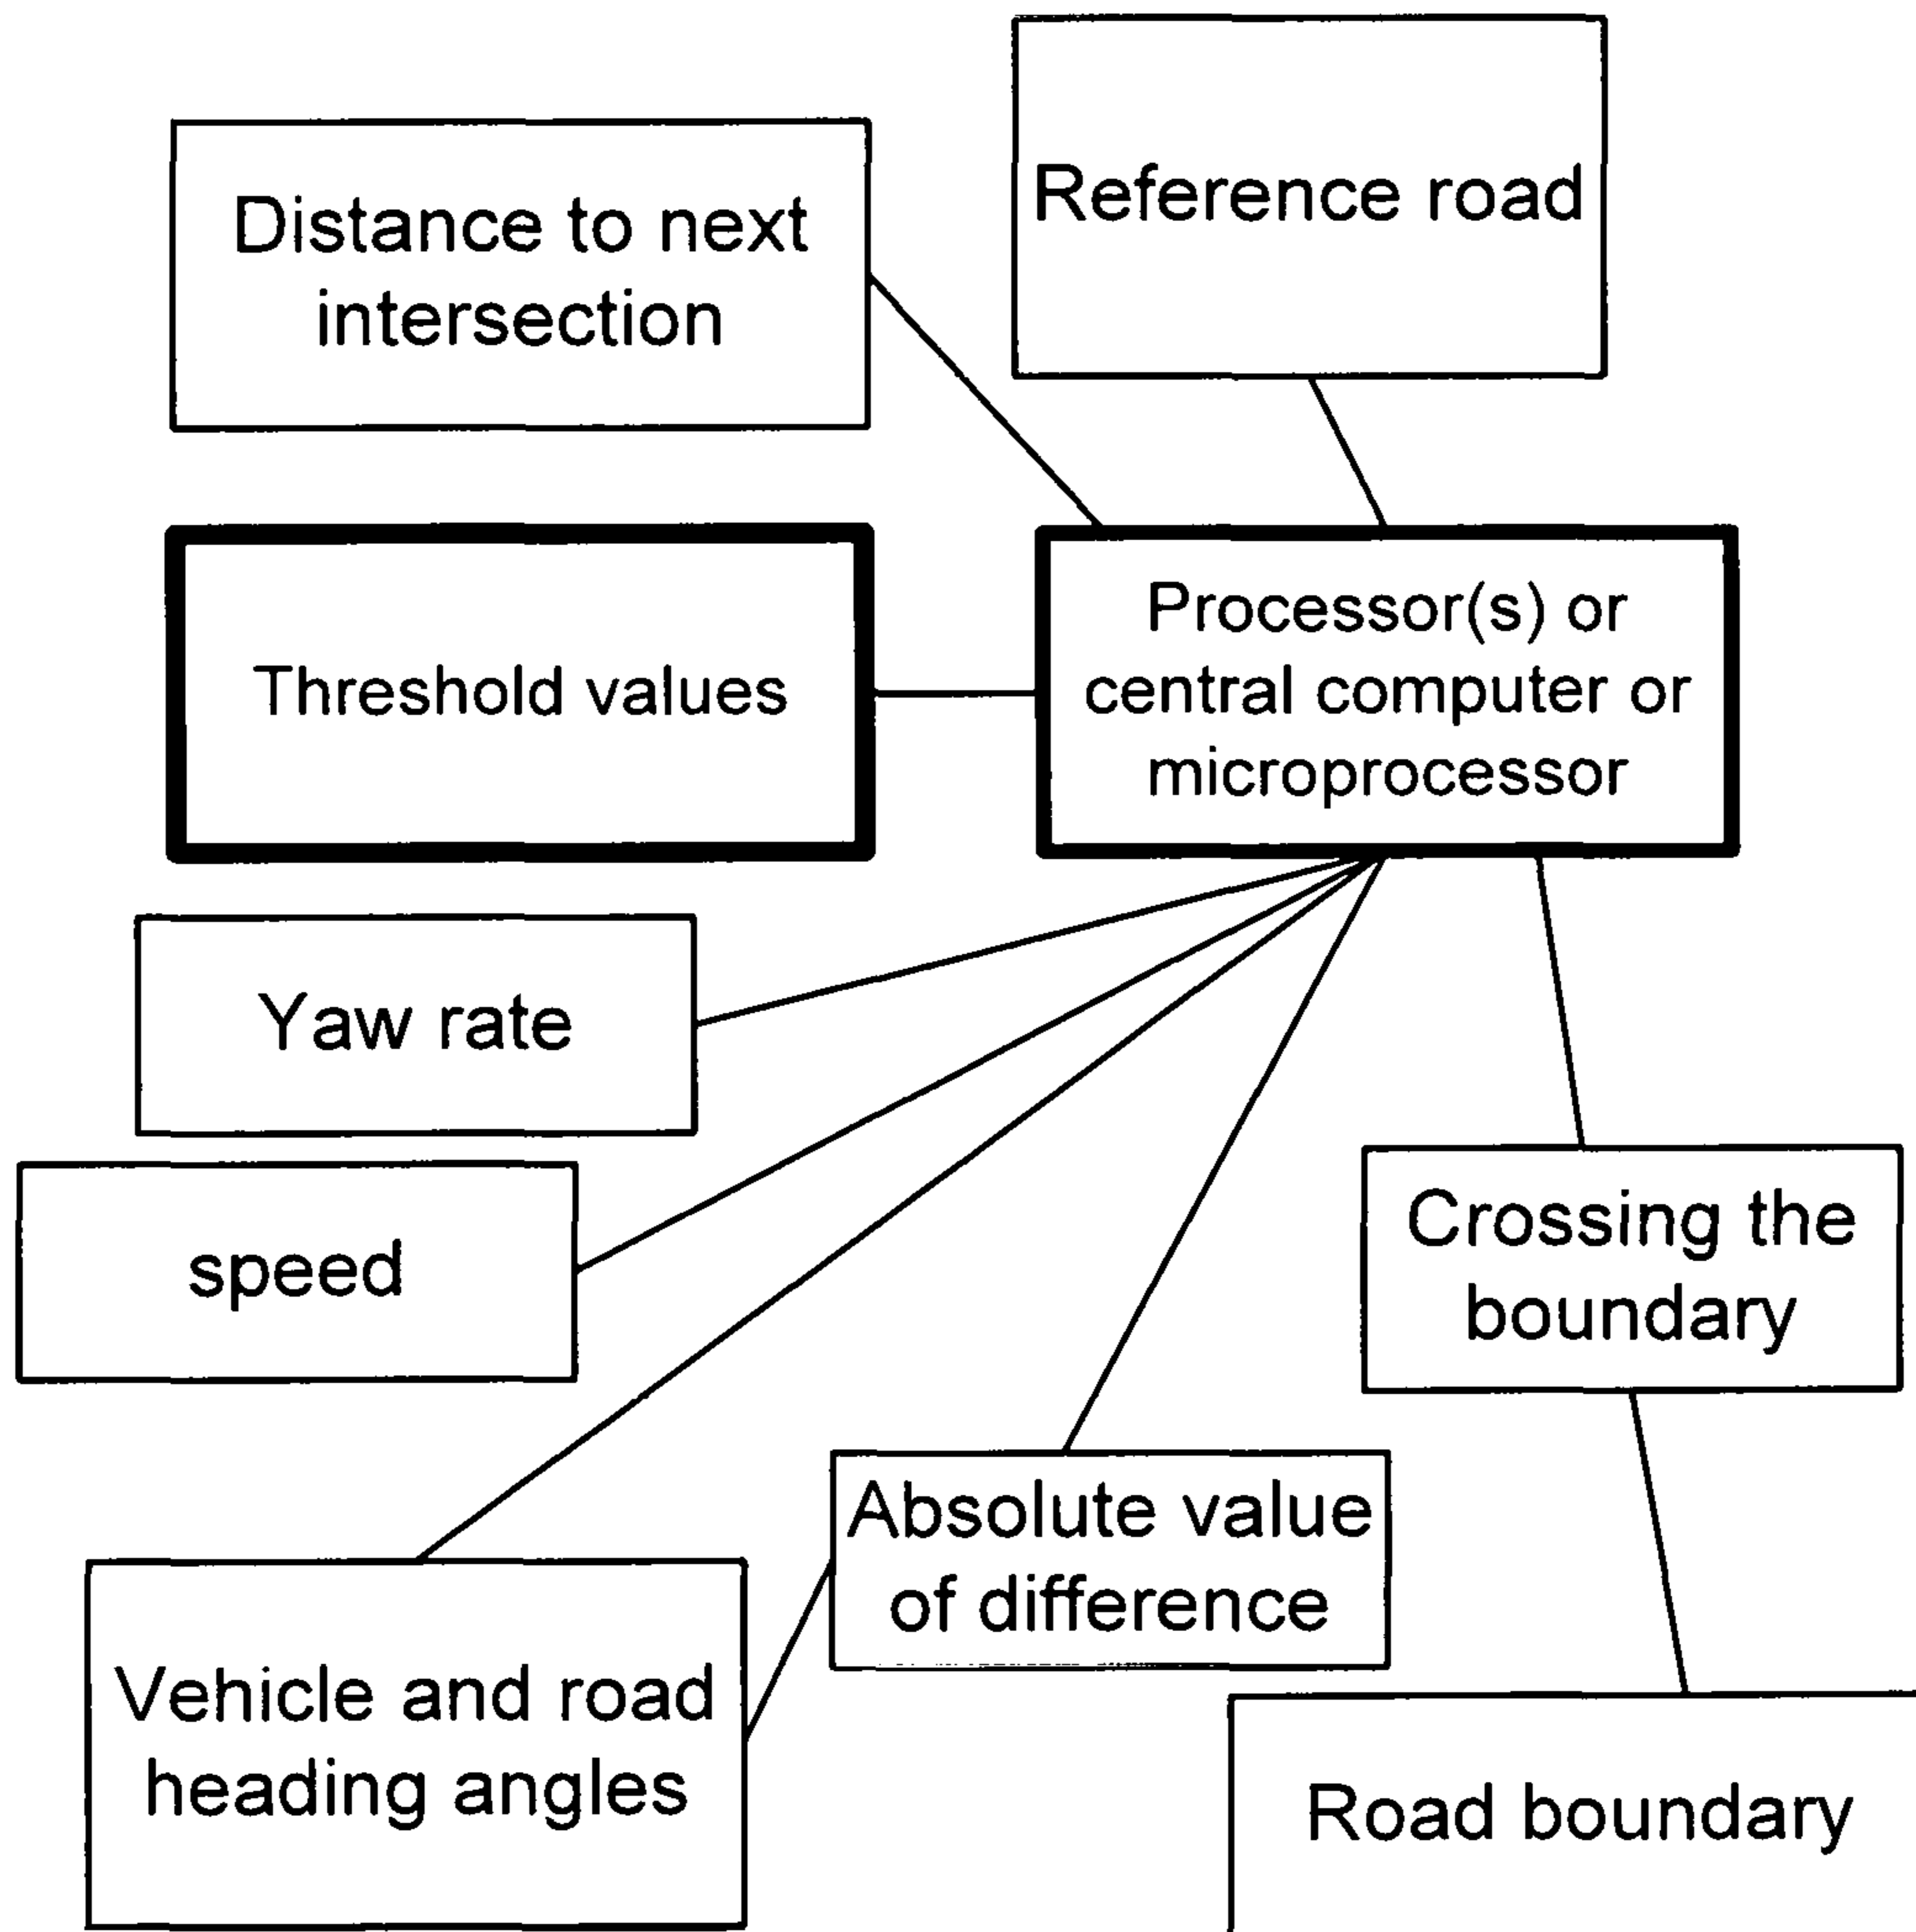 Reference road
Distance to next
intersection
Threshold values
Processor(s) or
central computer or
microprocessor
Yaw rate
speed
Crossing the
boundary
Absolute value
of difference
Vehicle and road
heading angles
Road boundary